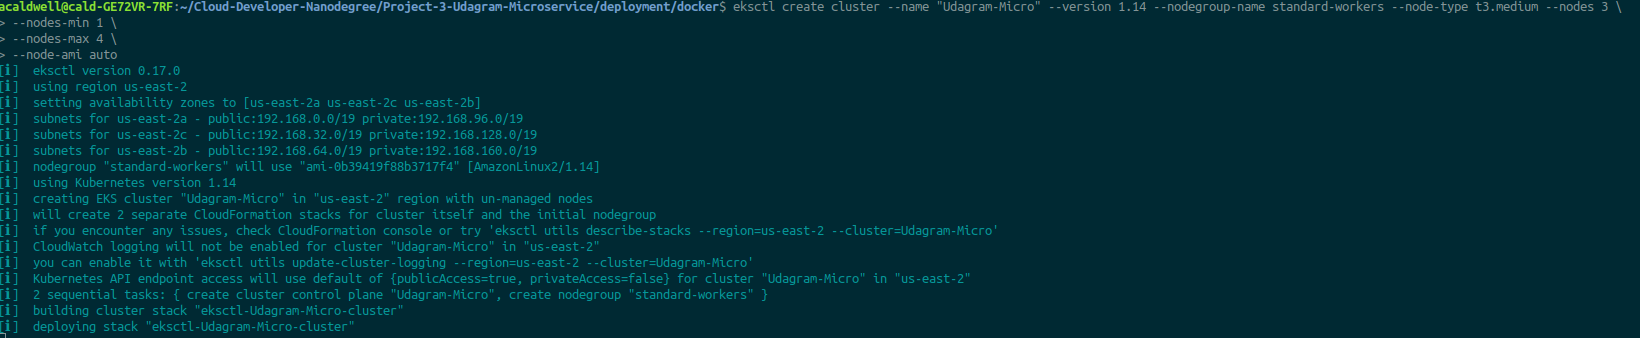 acaldwell@cald-GE72VR-7RF:~/Cloud-Developer-Nanodegree/Project-3-Udagram-Microservice/deployment/docker$ eksctl create cluster --name "Udagram-Micro" --version 1.14 --nodegroup-name standard-workers --node-type t3.medium --nodes 3 \
> --nodes-min 1 \
> --nodes-max 4 \
> --node-ami auto
[ℹ]  eksctl version 0.17.0
[ℹ]  using region us-east-2
[ℹ]  setting availability zones to [us-east-2a us-east-2c us-east-2b]
[ℹ]  subnets for us-east-2a - public:192.168.0.0/19 private:192.168.96.0/19
[ℹ]  subnets for us-east-2c - public:192.168.32.0/19 private:192.168.128.0/19
[ℹ]  subnets for us-east-2b - public:192.168.64.0/19 private:192.168.160.0/19
[ℹ]  nodegroup "standard-workers" will use "ami-0b39419f88b3717f4" [AmazonLinux2/1.14]
[ℹ]  using Kubernetes version 1.14
[ℹ]  creating EKS cluster "Udagram-Micro" in "us-east-2" region with un-managed nodes
[ℹ]  will create 2 separate CloudFormation stacks for cluster itself and the initial nodegroup
[ℹ]  if you encounter any issues, check CloudFormation console or try 'eksctl utils describe-stacks --region=us-east-2 --cluster=Udagram-Micro'
[ℹ]  CloudWatch logging will not be enabled for cluster "Udagram-Micro" in "us-east-2"
[ℹ]  you can enable it with 'eksctl utils update-cluster-logging --region=us-east-2 --cluster=Udagram-Micro'
[ℹ]  Kubernetes API endpoint access will use default of {publicAccess=true, privateAccess=false} for cluster "Udagram-Micro" in "us-east-2"
[ℹ]  2 sequential tasks: { create cluster control plane "Udagram-Micro", create nodegroup "standard-workers" }
[ℹ]  building cluster stack "eksctl-Udagram-Micro-cluster"
[ℹ]  deploying stack "eksctl-Udagram-Micro-cluster"